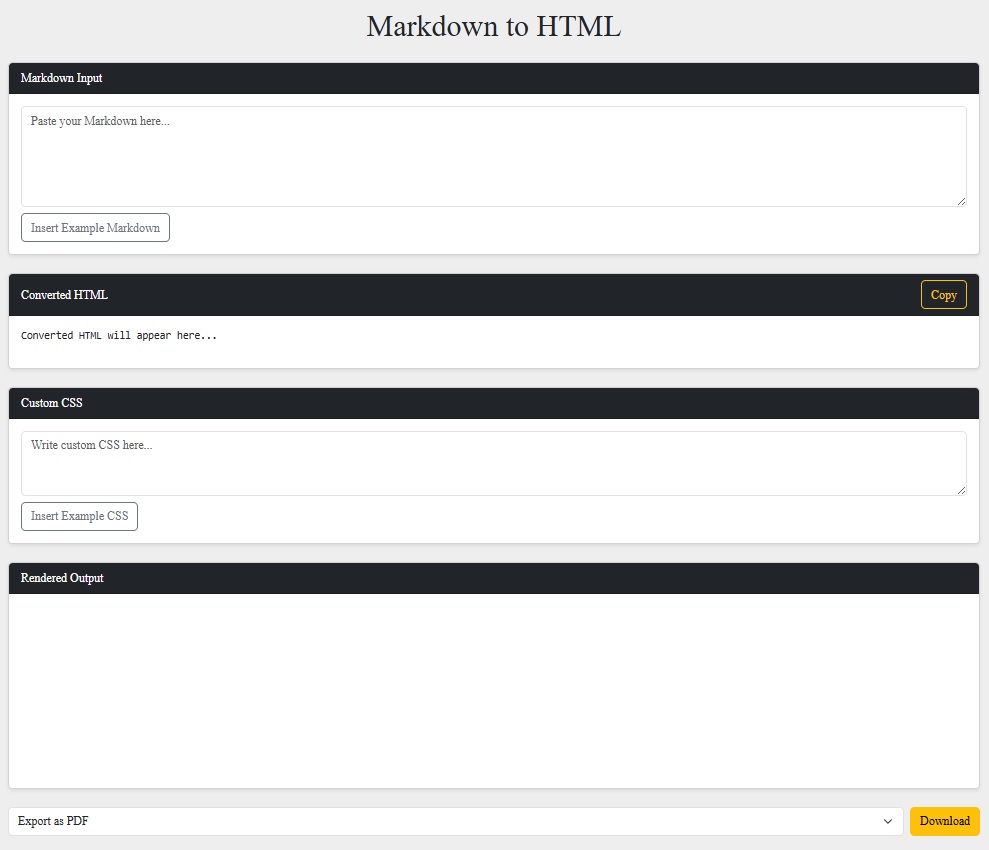 Markdown to HTML
Markdown Input
Paste your Markdown here...
Insert Example Markdown
Converted HTML
Copy
Converted HTML will appear here...
Custom CSS
Write custom CSS here...
Insert Example CSS
Rendered Output
Export as PDF
Download